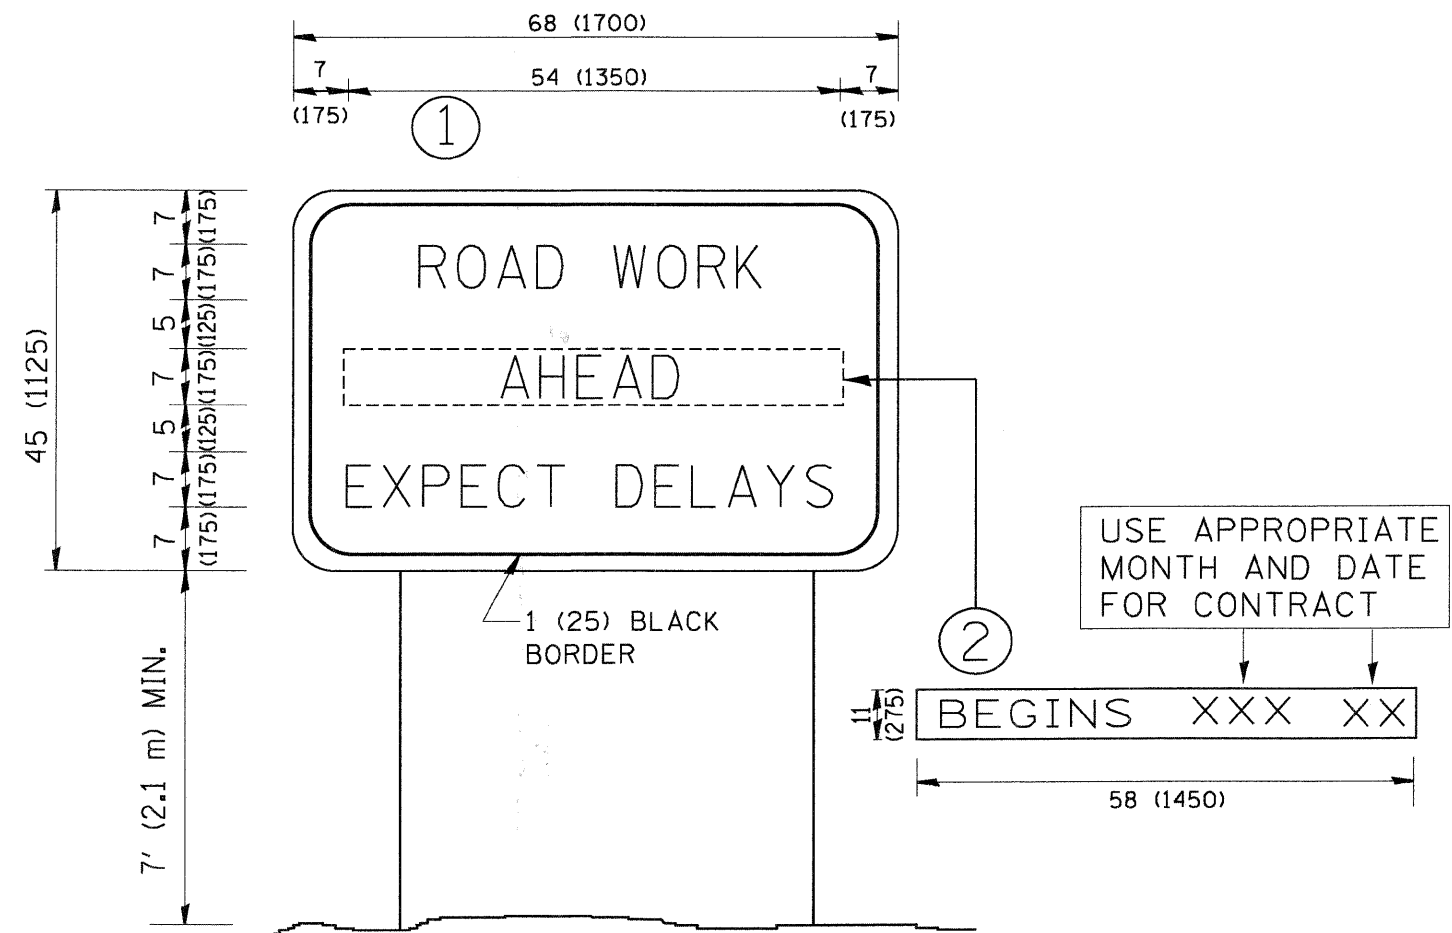 68 (1700)
7
54 (1350)
7
(175)
(175)
1
7
(175)
7
(175)
5
(125)
7
(175)
5
(125)
7
(175)
7
(175)
45 (1125)
ROAD WORK
AHEAD
EXPECT DELAYS
USE APPROPRIATE
MONTH AND DATE
FOR CONTRACT
1 (25) BLACK
BORDER
2
7' (2.1 m) MIN.
11
(275)
BEGINS XXX XX
58 (1450)